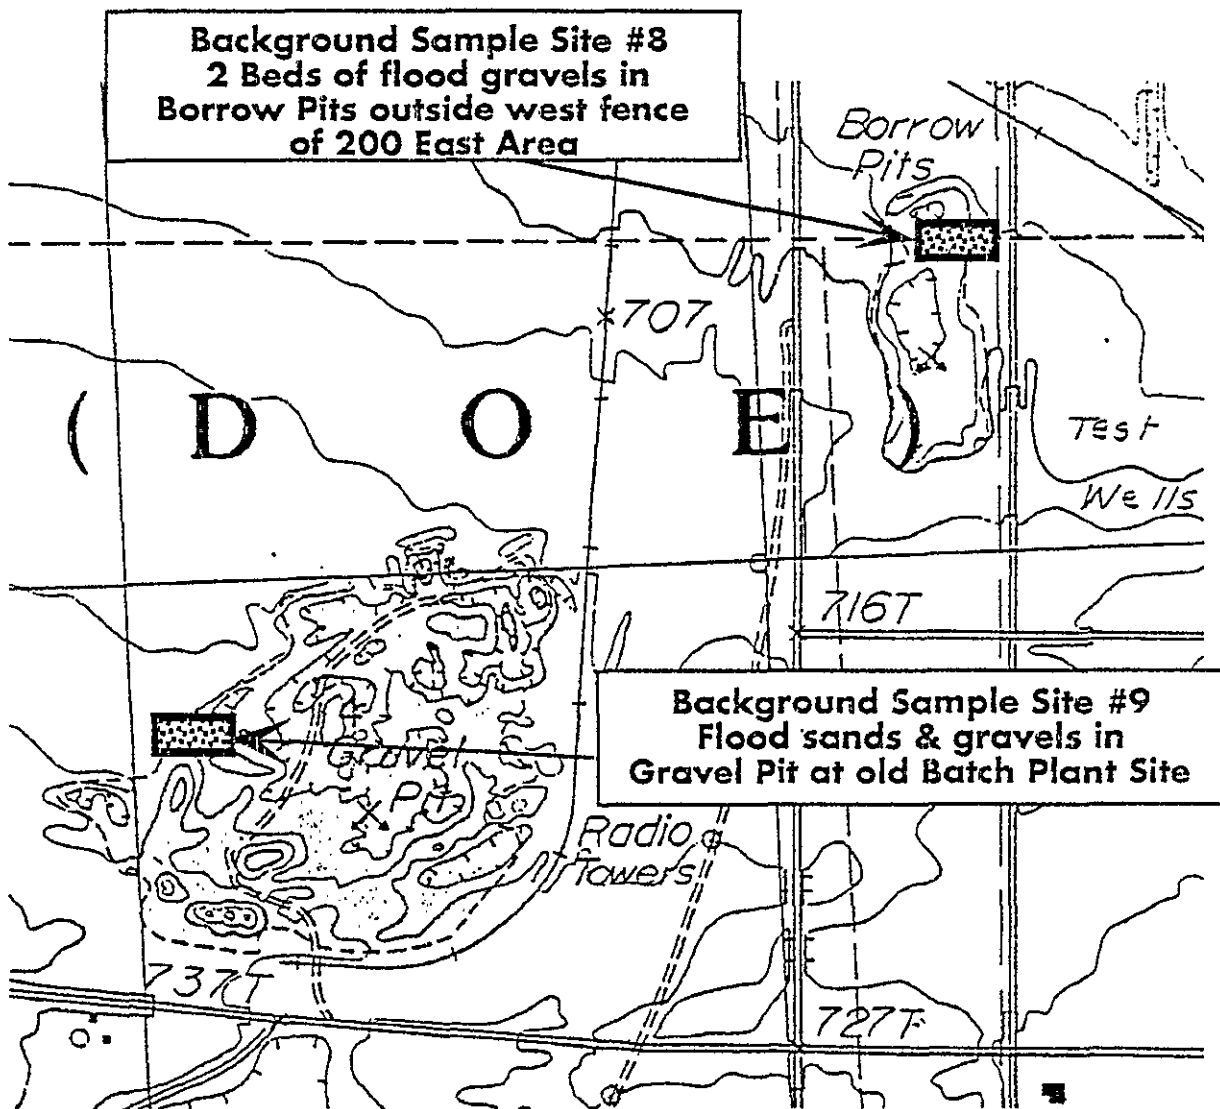 Background Sample Site #8
2 Beds of flood gravels in
Borrow Pits outside west fence
of 200 East Area
Borrow
Pits
707
( D O E )
Test
Wells
716T
Background Sample Site #9
Flood sands & gravels in
Gravel Pit at old Batch Plant Site
Radio
Towers
737T
727T